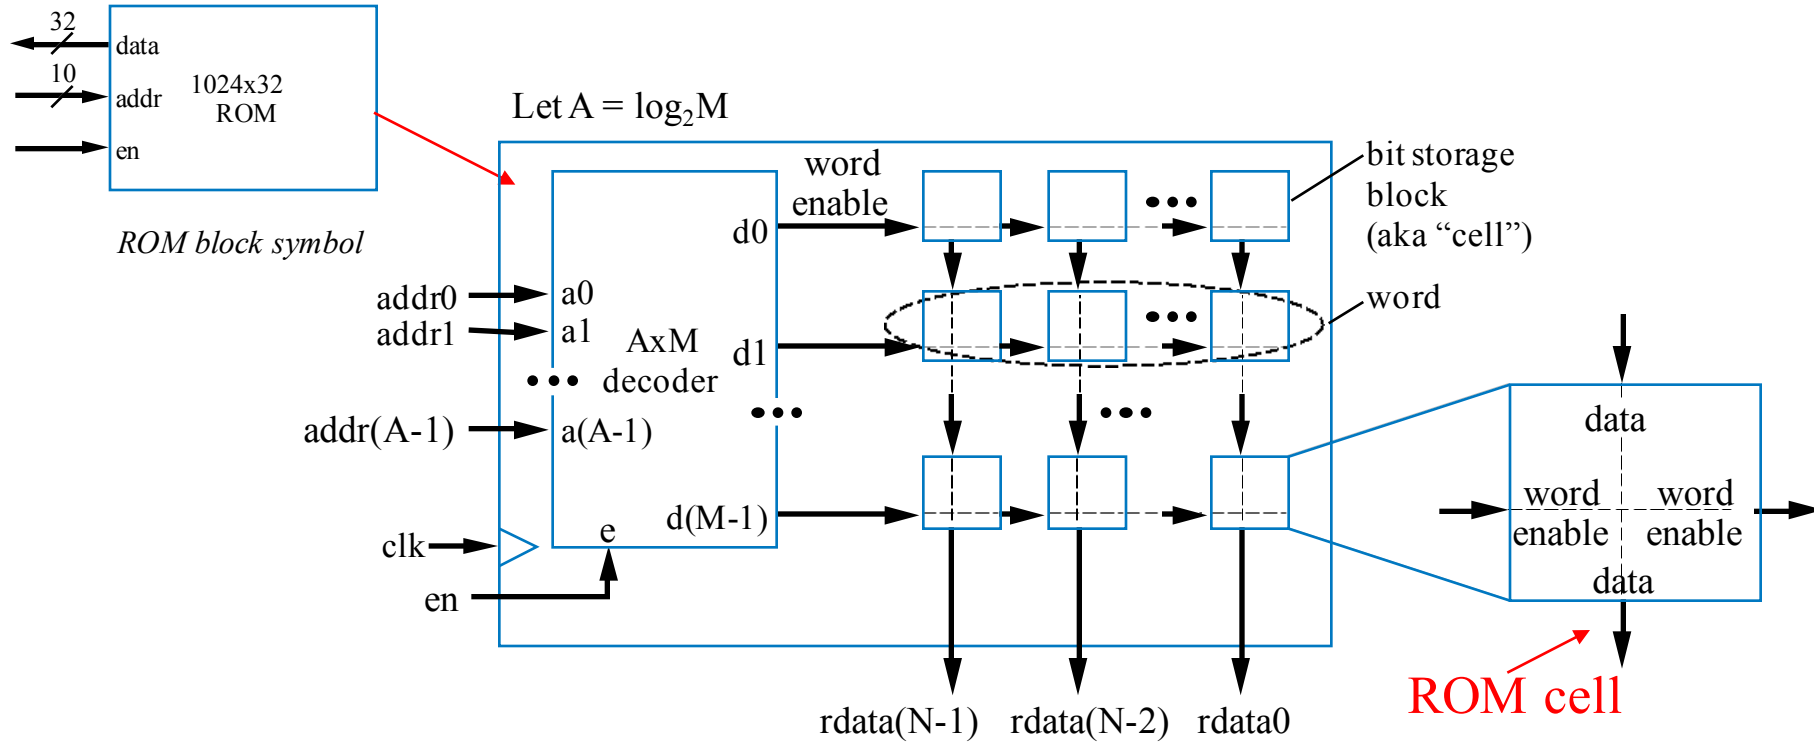 32
data
10
addr
1024x32
ROM
en
ROM block symbol
Let A = log₂M
word
enable
bit storage
block
(aka “cell”)
d0
addr0
a0
addr1
a1
AxM
decoder
d1
word
addr(A-1)
a(A-1)
d(M-1)
clk
e
en
data
word
enable
word
enable
data
ROM cell
rdata(N-1)
rdata(N-2)
rdata0